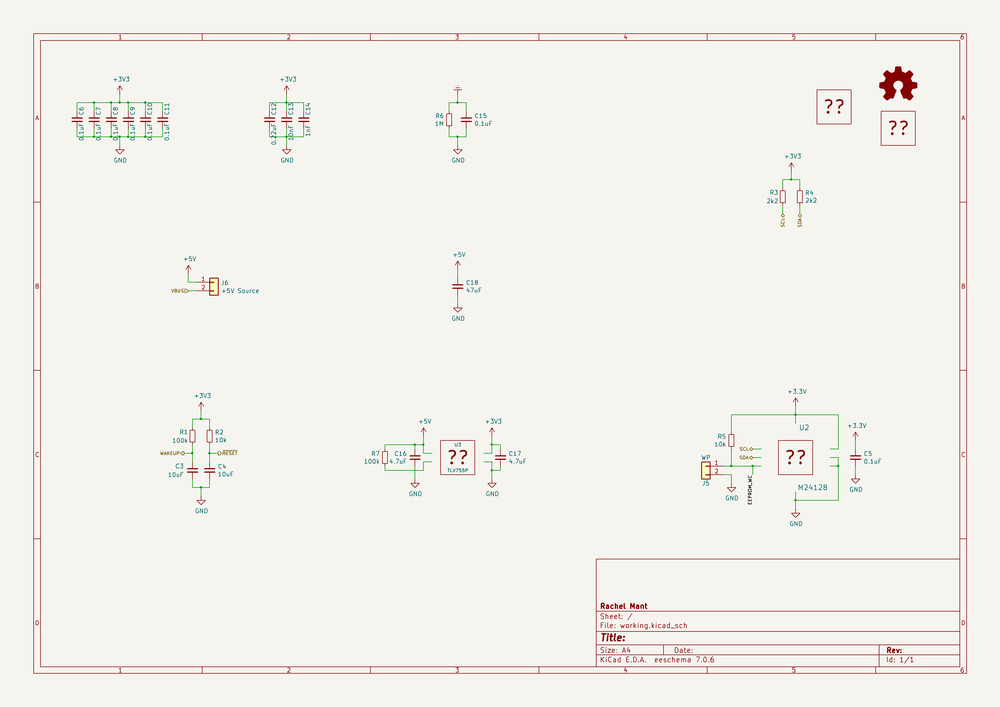 1 2 3 4 5 6
A A
B B
C C
D D
1 2 3 4 5 6
+3V3
C6
0.1uF
C7
0.1uF
C8
0.1uF
C9
0.1uF
C10
0.1uF
C11
0.1uF
GND
+3V3
C12
0.22uF
C13
10nF
C14
1nF
GND
R6
1M
C15
0.1uF
GND
??
??
+3V3
R3
2k2
R4
2k2
SCL
SDA
+5V
1
2
VBUS
J6
+5V Source
+5V
C18
47uF
GND
+3V3
R1
100k
R2
10k
WAKEUP
RESET
C3
10uF
C4
10uF
GND
+5V
R7
100k
C16
4.7uF
GND
U3
??
TLV755P
+3V3
C17
4.7uF
GND
+3.3V
U2
R5
10k
SCL
SDA
??
M24128
WP
1
2
J5
GND
EEPROM_WC
GND
+3.3V
C5
0.1uF
GND
Rachel Mant
Sheet: /
File: working.kicad_sch
Title:
Size: A4 Date: Rev:
KiCad E.D.A. eeschema 7.0.6 Id: 1/1